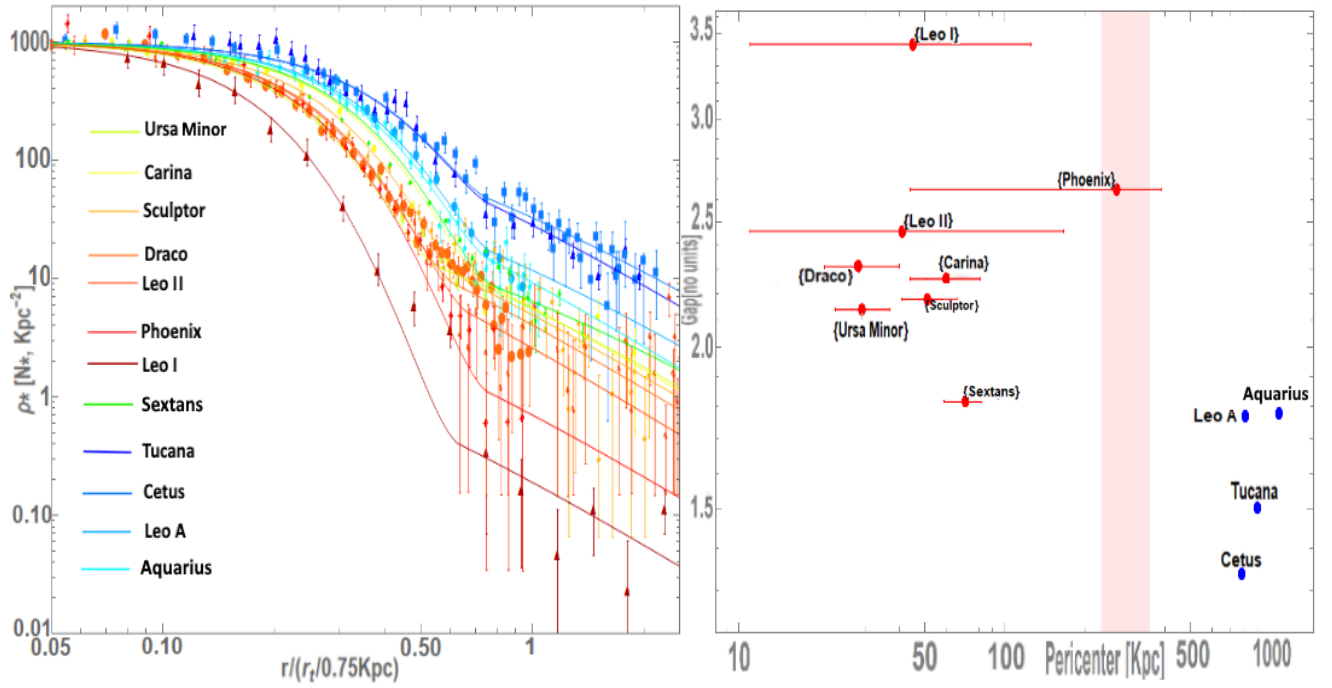 1000
100
10
1
0.10
0.01
ρ* [N*, Kpc⁻²]
0.05
0.10
0.50
1
r/(rₜ/0.75Kpc)
Ursa Minor
Carina
Sculptor
Draco
Leo II
Phoenix
Leo I
Sextans
Tucana
Cetus
Leo A
Aquarius
3.5
3.0
2.5
2.0
1.5
Gap[no units]
{Leo I}
{Phoenix}
{Leo II}
{Draco}
{Carina}
{Sculptor}
{Ursa Minor}
{Sextans}
Aquarius
Leo A
Tucana
Cetus
10
50
100
Pericenter [Kpc]
500
1000